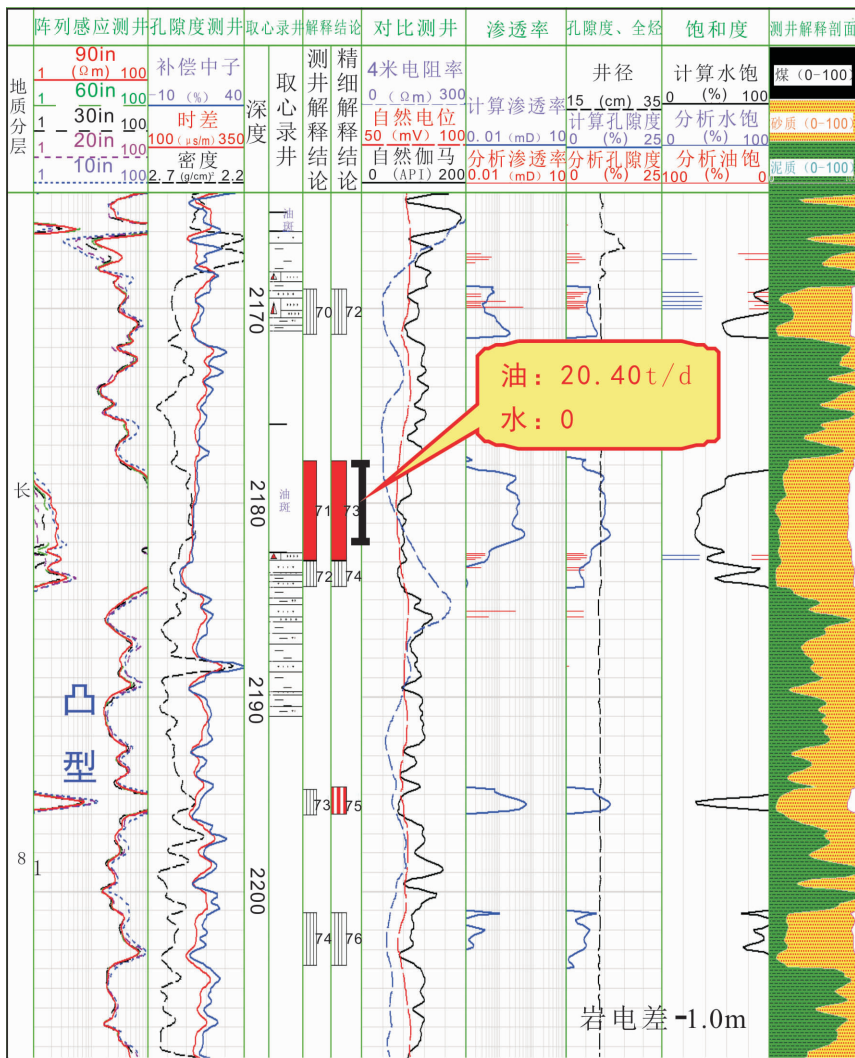 阵列感应测井 孔隙度测井 取心录井 解释结论 对比测井 渗透率 孔隙度、全烃 饱和度 测井解释剖面
地质分层
90in
1 (Ωm) 100
60in
1 100
30in
1 100
20in
1 100
10in
1 100
补偿中子
-10 (%) 40
时差
100 (μs/m) 350
密度
2.7 (g/cm)³ 2.2
深度
取心录井
测井解释结论
精细解释结论
4米电阻率
0 (Ωm) 300
自然电位
50 (mV) 100
自然伽马
0 (API) 200
计算渗透率
0.01 (mD) 10
分析渗透率
0.01 (mD) 10
井径
15 (cm) 35
计算孔隙度
0 (%) 25
分析孔隙度
0 (%) 25
计算水饱
0 (%) 100
分析水饱
0 (%) 100
分析油饱
100 (%) 0
煤(0-100)
砂质(0-100)
泥质(0-100)
油斑
2170
70 72
油: 20.40t/d
水: 0
长
2180
油斑
71 73
72 74
2190
凸型
73 75
8 1
2200
74 76
岩电差-1.0m